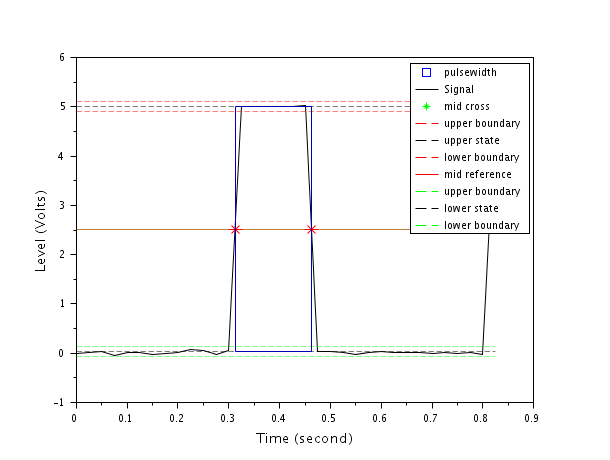 6
5
4
3
2
1
0
-1
0
0.1
0.2
0.3
0.4
0.5
0.6
0.7
0.8
0.9
Level (Volts)
Time (second)
pulsewidth
Signal
mid cross
upper boundary
upper state
lower boundary
mid reference
upper boundary
lower state
lower boundary